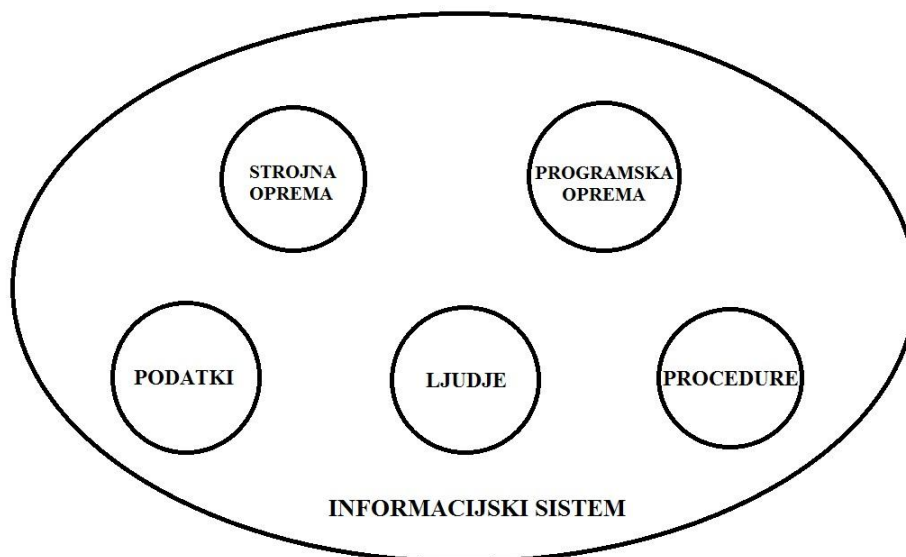 STROJNA
OPREMA
PROGRAMSKA
OPREMA
PODATKI
LJUDJE
PROCEDURE
INFORMACIJSKI SISTEM